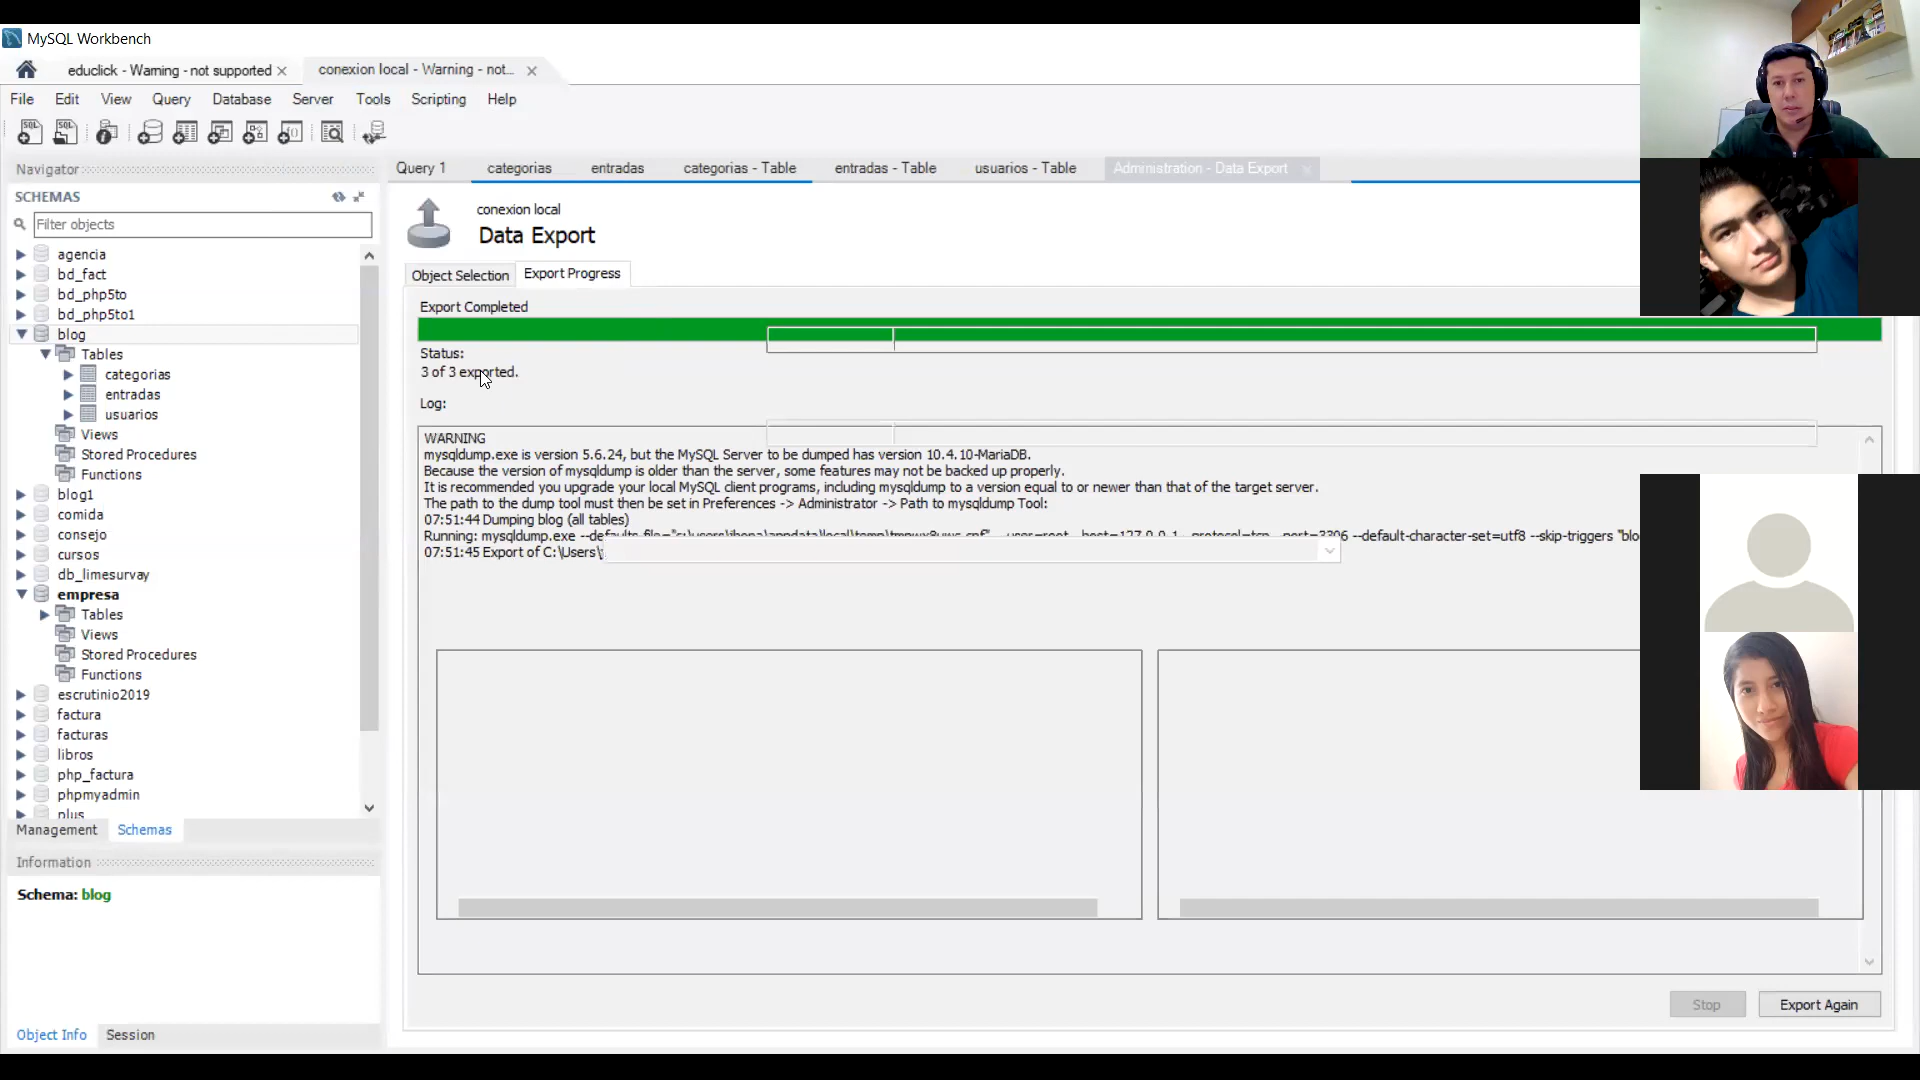 MySQL Workbench
educlick - Warning - not supported
conexion local - Warning - not...
File Edit View Query Database Server Tools Scripting Help
Navigator
SCHEMAS
Filter objects
agencia
bd_fact
bd_php5to
bd_php5to1
blog
Tables
categorias
entradas
usuarios
Views
Stored Procedures
Functions
blog1
comida
consejo
cursos
db_limesurvay
empresa
Tables
Views
Stored Procedures
Functions
escrutinio2019
factura
facturas
libros
php_factura
phpmyadmin
plus
Management Schemas
Information
Schema: blog
Object Info Session
Query 1 categorias entradas categorias - Table entradas - Table usuarios - Table Administration - Data Export
conexion local
Data Export
Object Selection Export Progress
Export Completed
Status:
3 of 3 exported.
Log:
WARNING
mysqldump.exe is version 5.6.24, but the MySQL Server to be dumped has version 10.4.10-MariaDB.
Because the version of mysqldump is older than the server, some features may not be backed up properly.
It is recommended you upgrade your local MySQL client programs, including mysqldump to a version equal to or newer than that of the target server.
The path to the dump tool must then be set in Preferences -> Administrator -> Path to mysqldump Tool:
07:51:44 Dumping blog (all tables)
Running: mysqldump.exe --default-character-set=utf8 --skip-triggers "blo
07:51:45 Export of C:\Users\
Stop Export Again